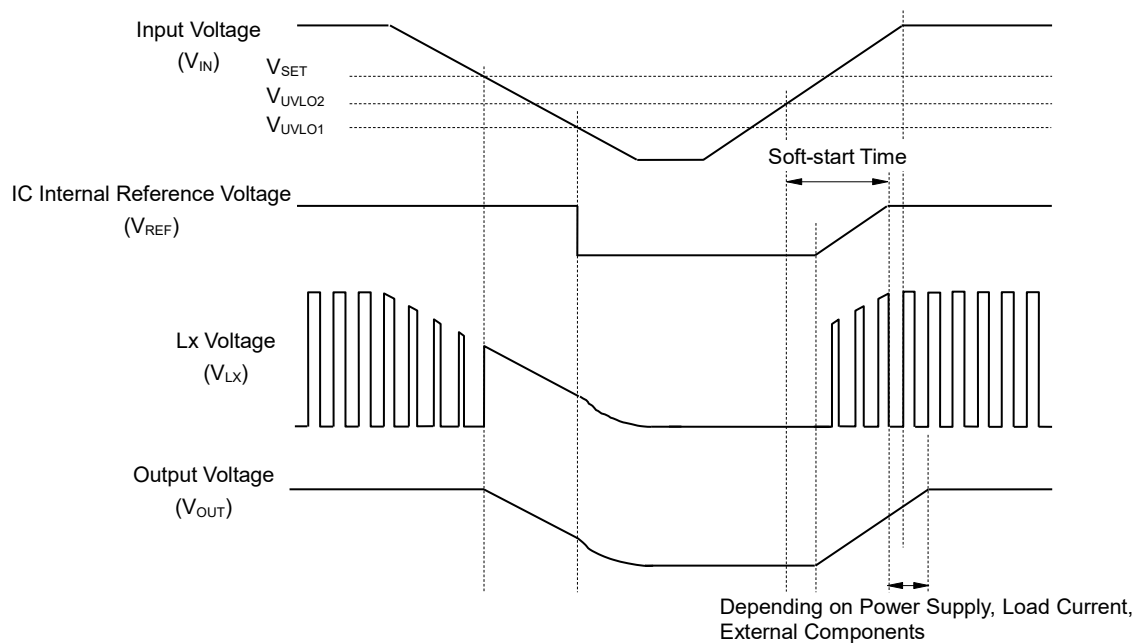 Input Voltage
(VIN)
VSET
VUVLO2
VUVLO1
Soft-start Time
IC Internal Reference Voltage
(VREF)
Lx Voltage
(VLX)
Output Voltage
(VOUT)
Depending on Power Supply, Load Current,
External Components